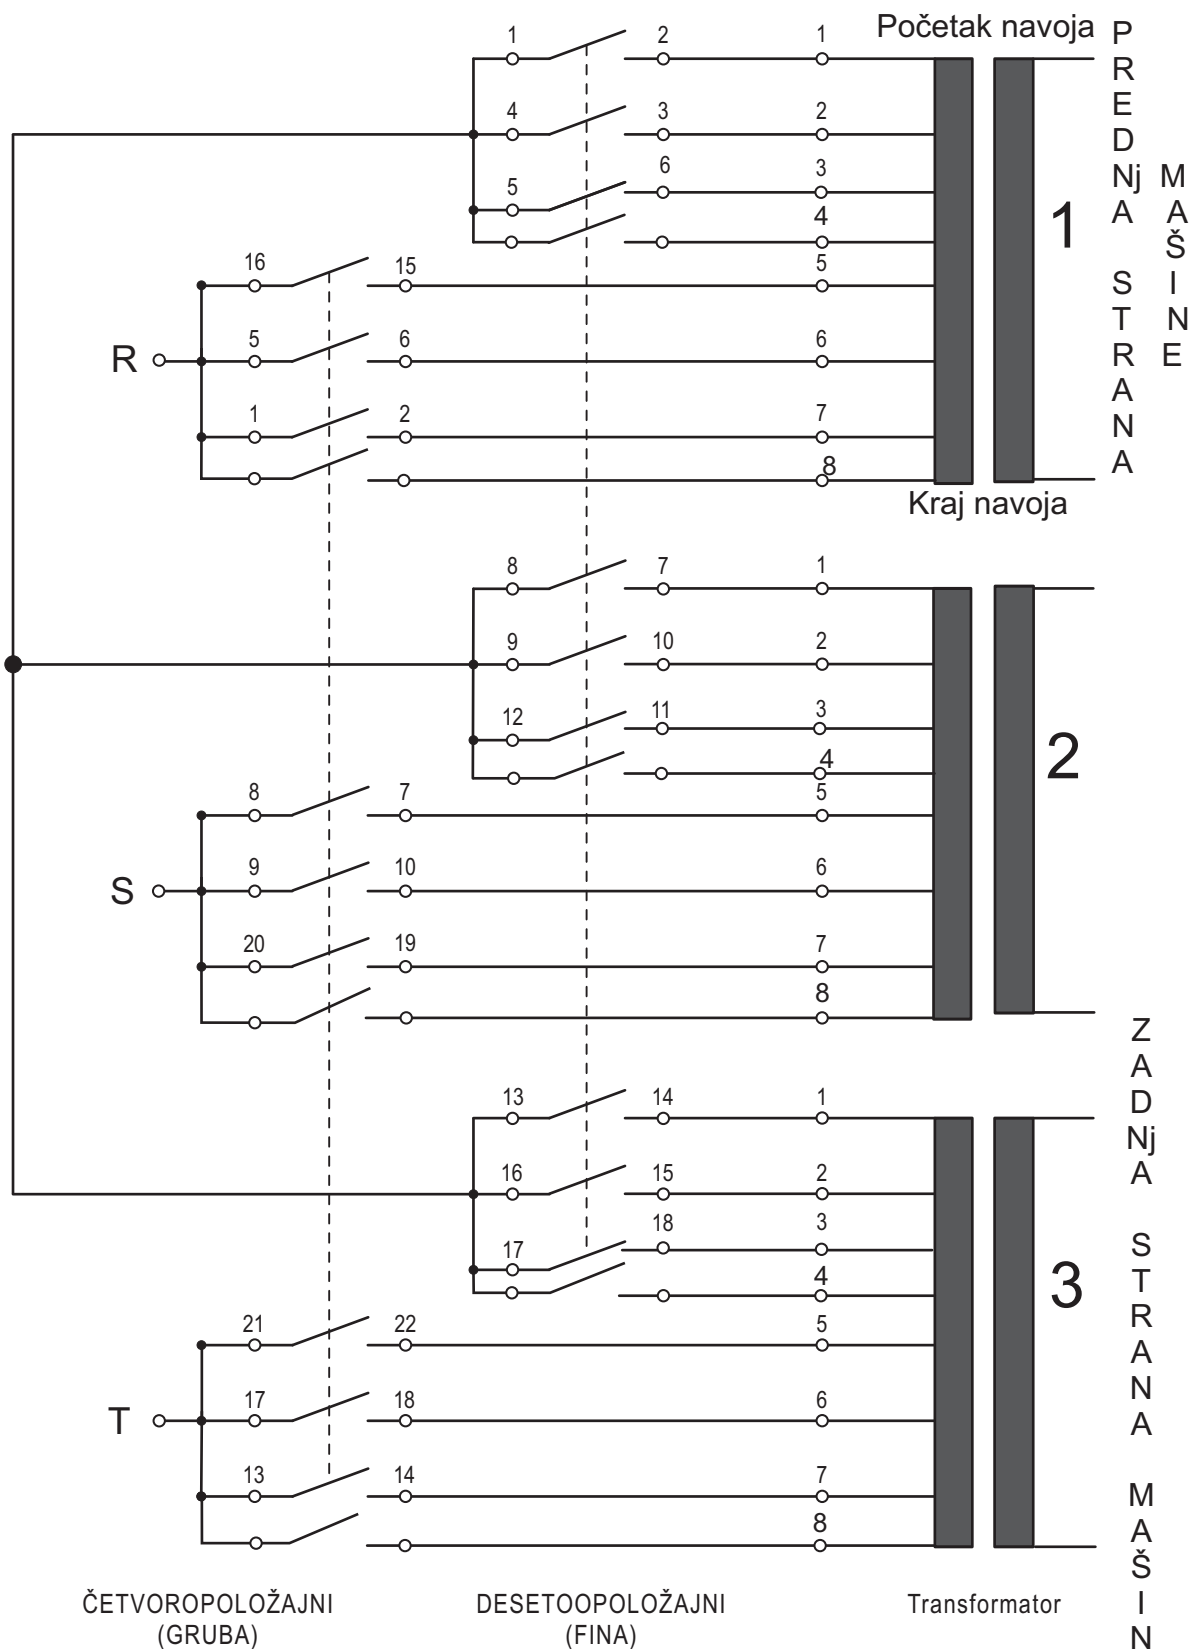 Početak navoja
1 2 1
4 3 2
5 6 3
4
16 15 5
R
5 6 6
1 2 7
8
Kraj navoja
1
PREDNjA STRANA
MAŠINE
8 7 1
9 10 2
12 11 3
4
8 7 5
S
9 10 6
20 19 7
8
2
13 14 1
16 15 2
17 18 3
4
21 22 5
T
17 18 6
13 14 7
8
3
ZADNjA STRANA MAŠIN
ČETVOROPOLOŽAJNI
(GRUBA)
DESETOOPOLOŽAJNI
(FINA)
Transformator